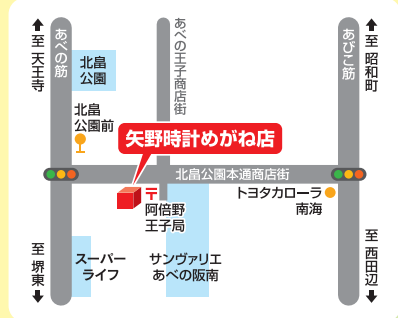 至 天王寺
あべの筋
北畠
公園
あべの王子商店街
あびこ筋
至 昭和町
北畠
公園前
矢野時計めがね店
北畠公園本通商店街
〒
阿倍野
王子局
トヨタカローラ
南海
至 堺東
スーパー
ライフ
サンヴァリエ
あべの阪南
至 西田辺